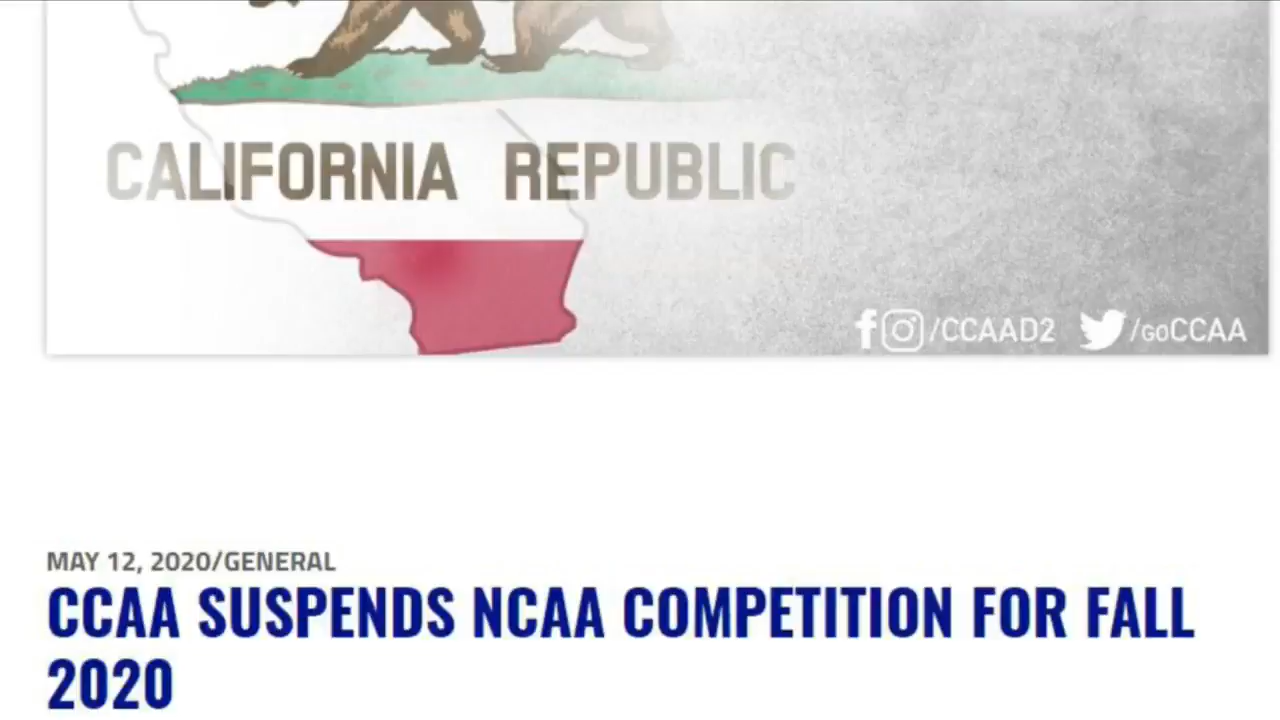 CALIFORNIA REPUBLIC
/CCAAD2 /GOCCAA
MAY 12, 2020/GENERAL
CCAA SUSPENDS NCAA COMPETITION FOR FALL
2020